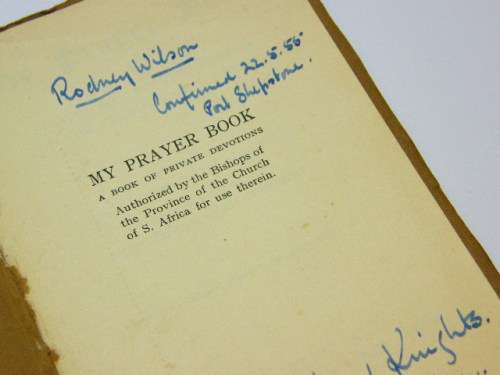 Rodney Wilson
Confirmed 22.5.55
Port Shepstone.
MY PRAYER BOOK
A BOOK OF PRIVATE DEVOTIONS
Authorized by the Bishops of
the Province of the Church
of S. Africa for use therein.
Knights.